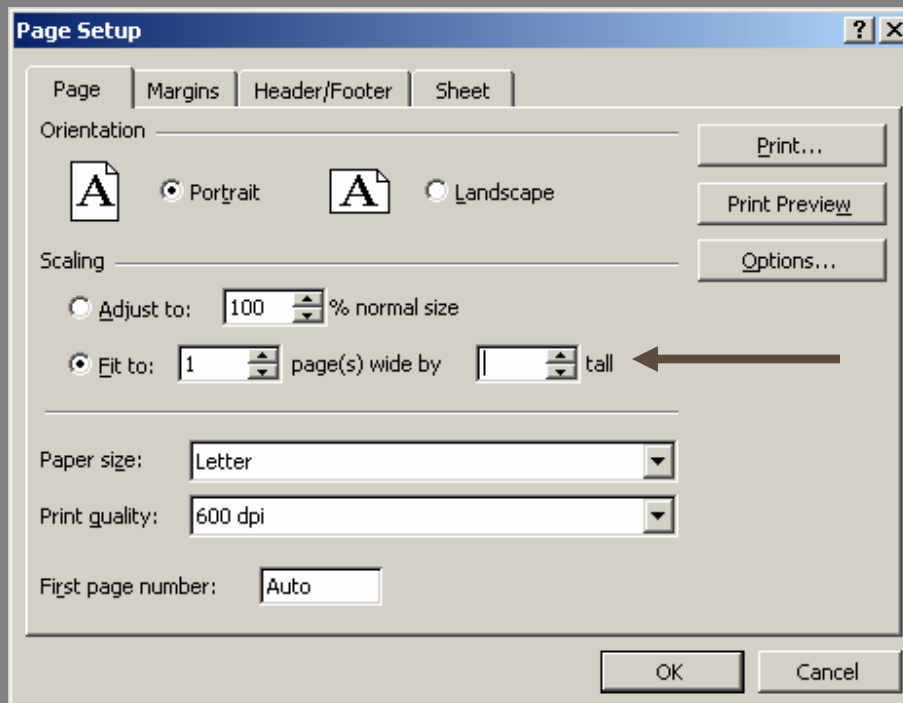 Page Setup
Page Margins Header/Footer Sheet
Orientation
A Portrait A Landscape
Print...
Print Preview
Options...
Scaling
Adjust to: 100 % normal size
Fit to: 1 page(s) wide by tall
Paper size: Letter
Print quality: 600 dpi
First page number: Auto
OK Cancel